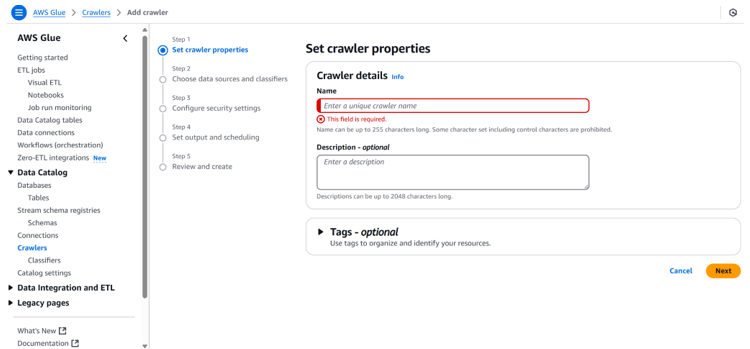 AWS Glue > Crawlers > Add crawler
AWS Glue
Getting started
ETL jobs
Visual ETL
Notebooks
Job run monitoring
Data Catalog tables
Data connections
Workflows (orchestration)
Zero-ETL integrations New
Data Catalog
Databases
Tables
Stream schema registries
Schemas
Connections
Crawlers
Classifiers
Catalog settings
Data Integration and ETL
Legacy pages
What's New
Documentation
Step 1
Set crawler properties
Step 2
Choose data sources and classifiers
Step 3
Configure security settings
Step 4
Set output and scheduling
Step 5
Review and create
Set crawler properties
Crawler details Info
Name
Enter a unique crawler name
This field is required.
Name can be up to 255 characters long. Some character set including control characters are prohibited.
Description - optional
Enter a description
Descriptions can be up to 2048 characters long.
Tags - optional
Use tags to organize and identify your resources.
Cancel Next